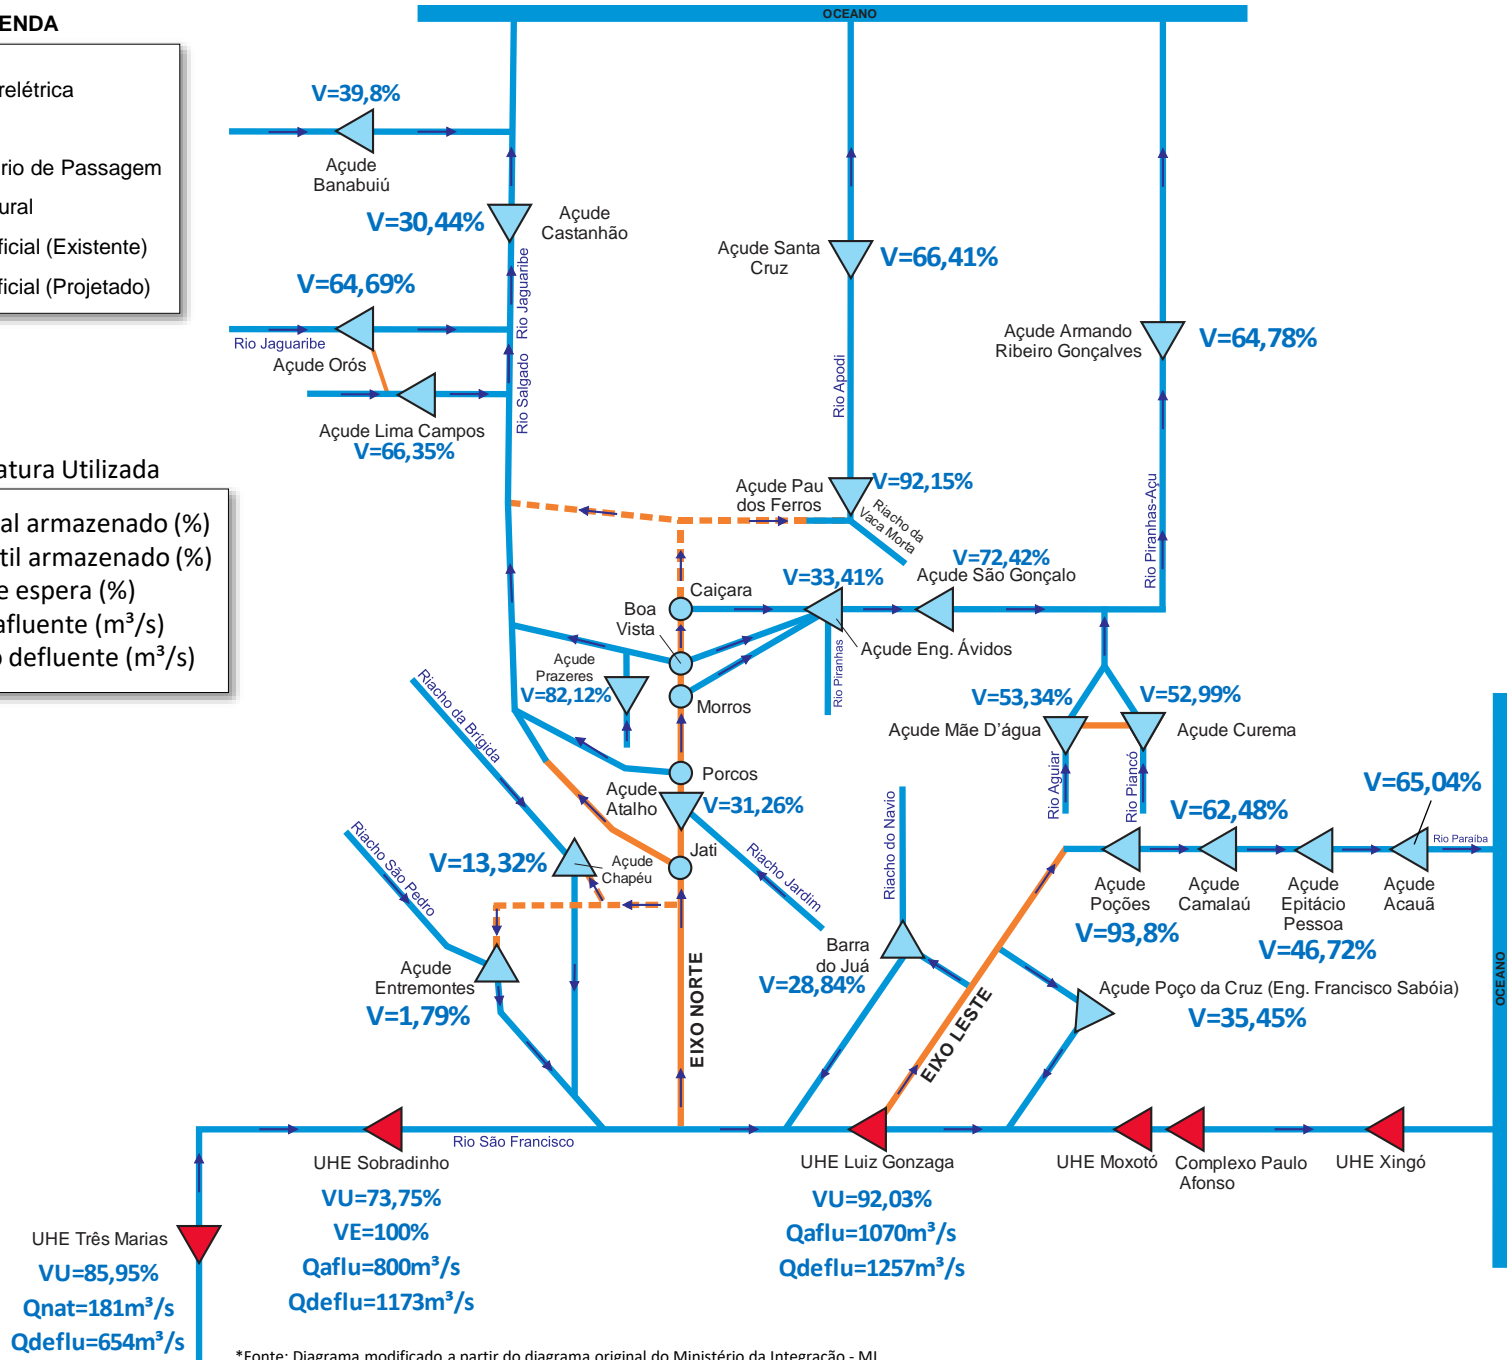 OCEANO
ENDA
relétrica
rio de Passagem
ural
ficial (Existente)
ficial (Projetado)
V=39,8%
Açude
Banabuiú
V=30,44%
Açude
Castanhão
V=64,69%
Rio Jaguaribe
Açude Orós
Rio Jaguaribe
Rio Salgado
Açude Lima Campos
V=66,35%
Açude Santa
Cruz
V=66,41%
Rio Apodi
Açude Armando
Ribeiro Gonçalves
V=64,78%
Rio Piranhas-Açu
atura Utilizada
al armazenado (%)
til armazenado (%)
e espera (%)
afluente (m³/s)
o defluente (m³/s)
Açude Pau
dos Ferros
V=92,15%
Riacho da
Vaca Morta
V=72,42%
Açude São Gonçalo
V=33,41%
Caiçara
Boa
Vista
Açude Eng. Ávidos
Rio Piranhas
Açude
Prazeres
V=82,12%
Morros
Riacho da Brígida
V=53,34%
Açude Mãe D'água
V=52,99%
Açude Curema
Rio Aguiar
Rio Piancó
Porcos
Açude
Atalho
V=31,26%
Jati
Riacho Jardim
Riacho do Navio
V=65,04%
V=62,48%
Rio Paraíba
Riacho São Pedro
V=13,32%
Açude
Chapéu
Açude
Poções
V=93,8%
Açude
Camalaú
Açude
Epitácio
Pessoa
V=46,72%
Açude
Acauã
Açude
Entremontes
V=1,79%
EIXO NORTE
Barra
do Juá
V=28,84%
EIXO LESTE
Açude Poço da Cruz (Eng. Francisco Sabóia)
V=35,45%
OCEANO
Rio São Francisco
UHE Sobradinho
VU=73,75%
VE=100%
Qaflu=800m³/s
Qdeflu=1173m³/s
UHE Luiz Gonzaga
VU=92,03%
Qaflu=1070m³/s
Qdeflu=1257m³/s
UHE Moxotó
Complexo Paulo
Afonso
UHE Xingó
UHE Três Marias
VU=85,95%
Qnat=181m³/s
Qdeflu=654m³/s
*Fonte: Diagrama modificado a partir do diagrama original do Ministério da Integração - MI